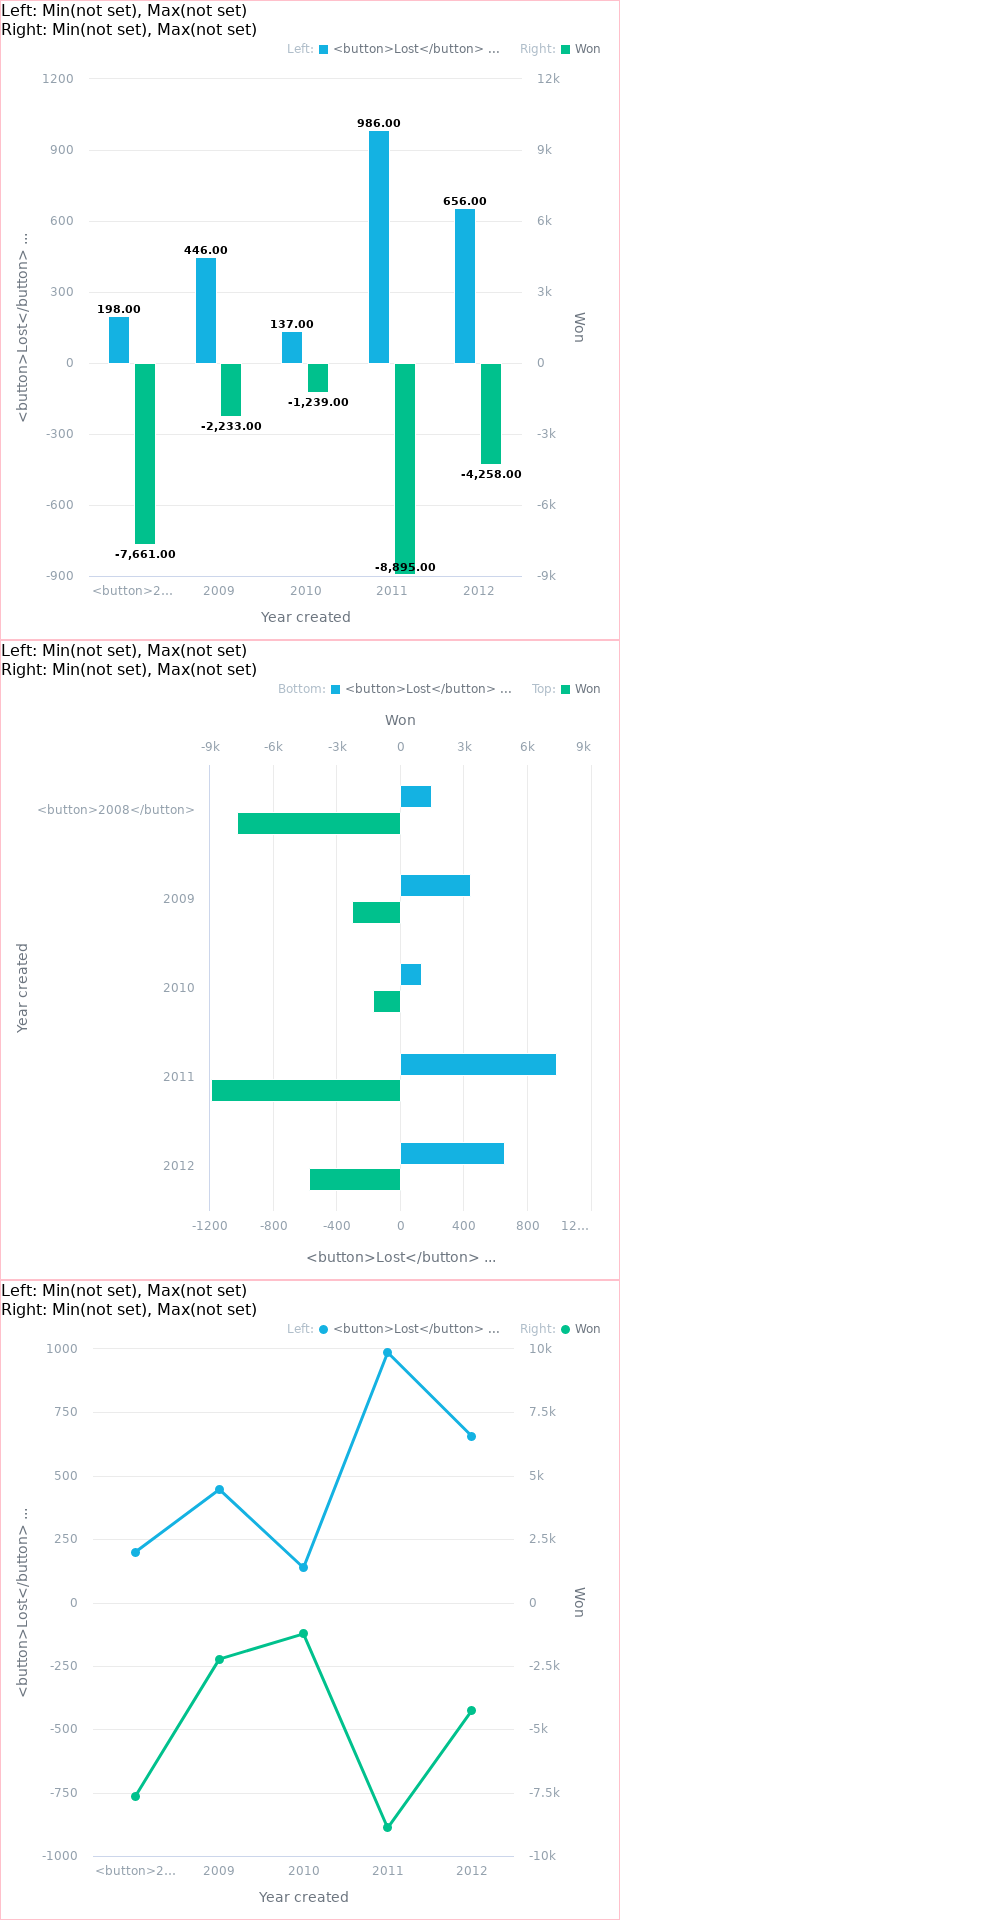 Left: Min(not set), Max(not set)
Right: Min(not set), Max(not set)
Left: <button>Lost</button> ... Right: Won
1200 12k
986.00
900 9k
656.00
600 6k
446.00
300 3k
198.00
137.00
<button>Lost</button> ...
Won
0 0
-1,239.00
-2,233.00
-300 -3k
-4,258.00
-600 -6k
-7,661.00
-8,895.00
-900 -9k
<button>2... 2009 2010 2011 2012
Year created
Left: Min(not set), Max(not set)
Right: Min(not set), Max(not set)
Bottom: <button>Lost</button> ... Top: Won
Won
-9k -6k -3k 0 3k 6k 9k
<button>2008</button>
2009
Year created
2010
2011
2012
-1200 -800 -400 0 400 800 12...
<button>Lost</button> ...
Left: Min(not set), Max(not set)
Right: Min(not set), Max(not set)
Left: <button>Lost</button> ... Right: Won
1000 10k
750 7.5k
500 5k
250 2.5k
<button>Lost</button> ...
Won
0 0
-250 -2.5k
-500 -5k
-750 -7.5k
-1000 -10k
<button>2... 2009 2010 2011 2012
Year created